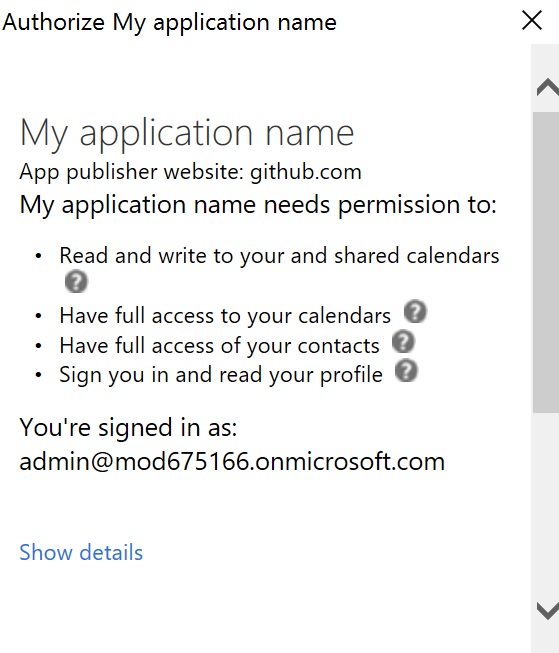 Authorize My application name
My application name
App publisher website: github.com
My application name needs permission to:
• Read and write to your and shared calendars
?
• Have full access to your calendars ?
• Have full access of your contacts ?
• Sign you in and read your profile ?
You're signed in as:
admin@mod675166.onmicrosoft.com
Show details